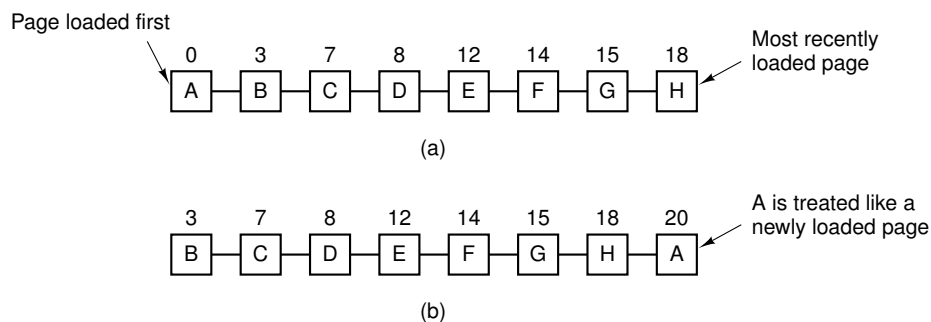 Page loaded first
0 3 7 8 12 14 15 18
Most recently
loaded page
A B C D E F G H
(a)
3 7 8 12 14 15 18 20
A is treated like a
newly loaded page
B C D E F G H A
(b)